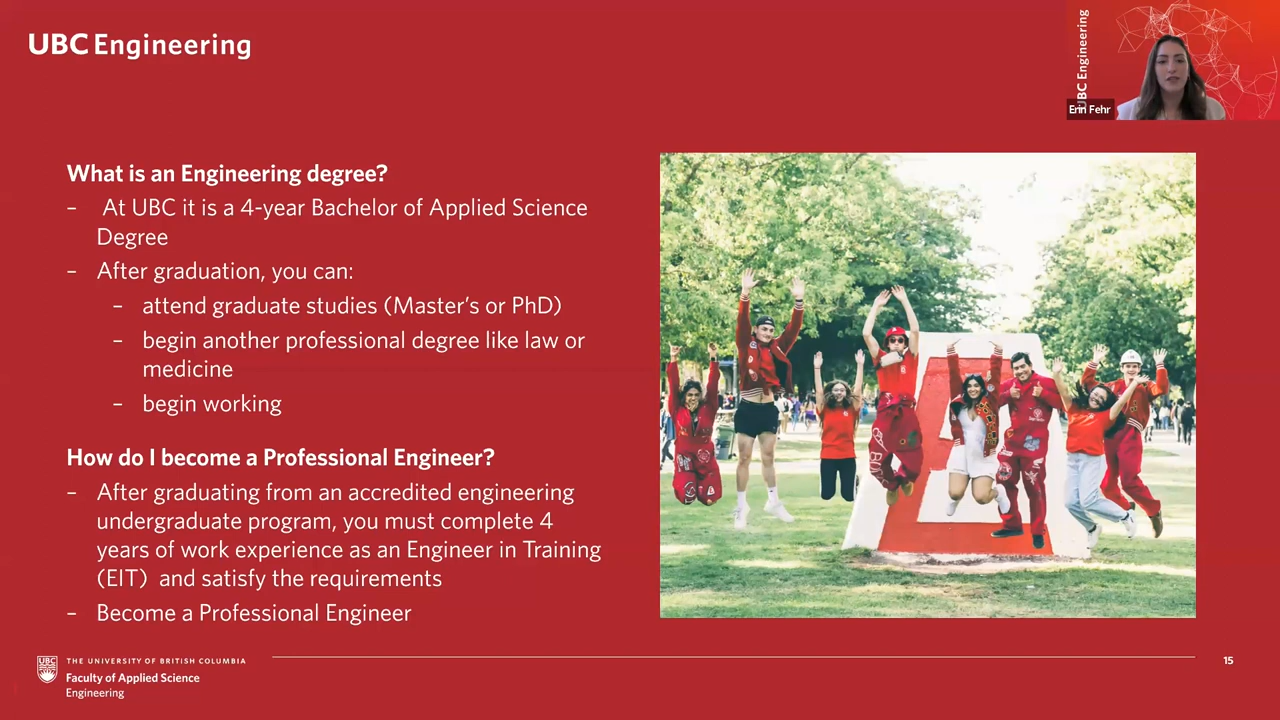 UBC Engineering
UBC Engineering
Erin Fehr
What is an Engineering degree?
– At UBC it is a 4-year Bachelor of Applied Science
Degree
– After graduation, you can:
– attend graduate studies (Master's or PhD)
– begin another professional degree like law or
medicine
– begin working
How do I become a Professional Engineer?
– After graduating from an accredited engineering
undergraduate program, you must complete 4
years of work experience as an Engineer in Training
(EIT) and satisfy the requirements
– Become a Professional Engineer
E
UBC
THE UNIVERSITY OF BRITISH COLUMBIA
Faculty of Applied Science
Engineering
15